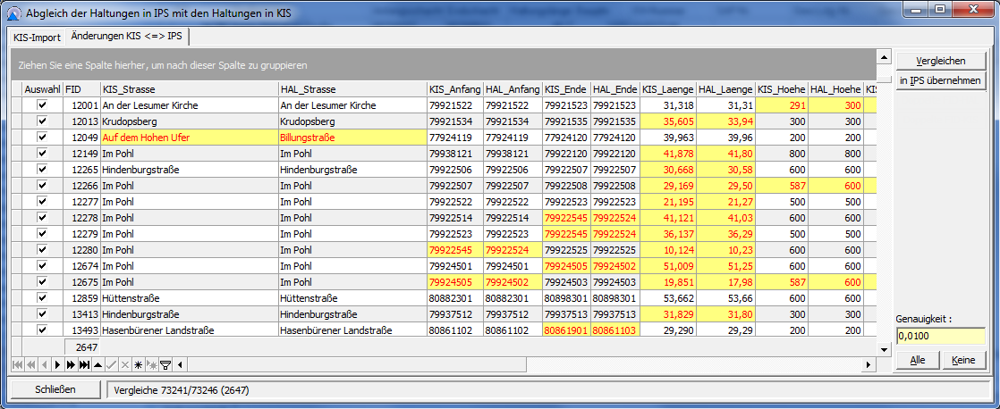 Abgleich der Haltungen in IPS mit den Haltungen in KIS
KIS-Import Änderungen KIS <=> IPS
Ziehen Sie eine Spalte hierher, um nach dieser Spalte zu gruppieren
Vergleichen
in IPS übernehmen
Auswahl FID KIS_Strasse HAL_Strasse KIS_Anfang HAL_Anfang KIS_Ende HAL_Ende KIS_Laenge HAL_Laenge KIS_Hoehe HAL_Hoehe
12001 An der Lesumer Kirche An der Lesumer Kirche 79921522 79921522 79921523 79921523 31,318 31,31 291 300
12013 Krudopsberg Krudopsberg 79921534 79921534 79921535 79921535 35,605 33,94 300 300
12049 Auf dem Hohen Ufer Billungstraße 77924119 77924119 77924120 77924120 39,963 39,96 200 200
12149 Im Pohl Im Pohl 79938121 79938121 79922120 79922120 41,878 41,80 800 800
12265 Hindenburgstraße Hindenburgstraße 79922506 79922506 79922507 79922507 30,668 30,58 600 600
12266 Im Pohl Im Pohl 79922507 79922507 79922508 79922508 29,169 29,50 587 600
12277 Im Pohl Im Pohl 79922522 79922522 79922523 79922523 21,195 21,27 500 500
12278 Im Pohl Im Pohl 79922514 79922514 79922545 79922524 41,121 41,03 600 600
12279 Im Pohl Im Pohl 79922523 79922523 79922545 79922524 36,137 36,29 500 500
12280 Im Pohl Im Pohl 79922545 79922524 79922525 79922525 10,124 10,23 600 600
12674 Im Pohl Im Pohl 79924501 79924501 79924505 79924502 51,009 51,25 600 600
12675 Im Pohl Im Pohl 79924505 79924502 79924503 79924503 19,851 17,98 587 600
12859 Hüttenstraße Hüttenstraße 80882301 80882301 80898301 80898301 53,662 53,66 600 600
13413 Hindenburgstraße Hindenburgstraße 79937512 79937512 79937513 79937513 31,829 31,80 300 300
13493 Hasenbürener Landstraße Hasenbürener Landstraße 80861102 80861102 80861901 80861103 29,290 29,29 200 200
2647
Genauigkeit :
0,0100
Alle Keine
Schließen Vergleiche 73241/73246 (2647)